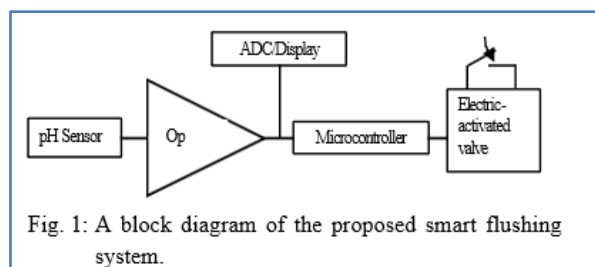 ADC/Display
pH Sensor
Op
Microcontroller
Electric-
activated
valve
Fig. 1: A block diagram of the proposed smart flushing
system.